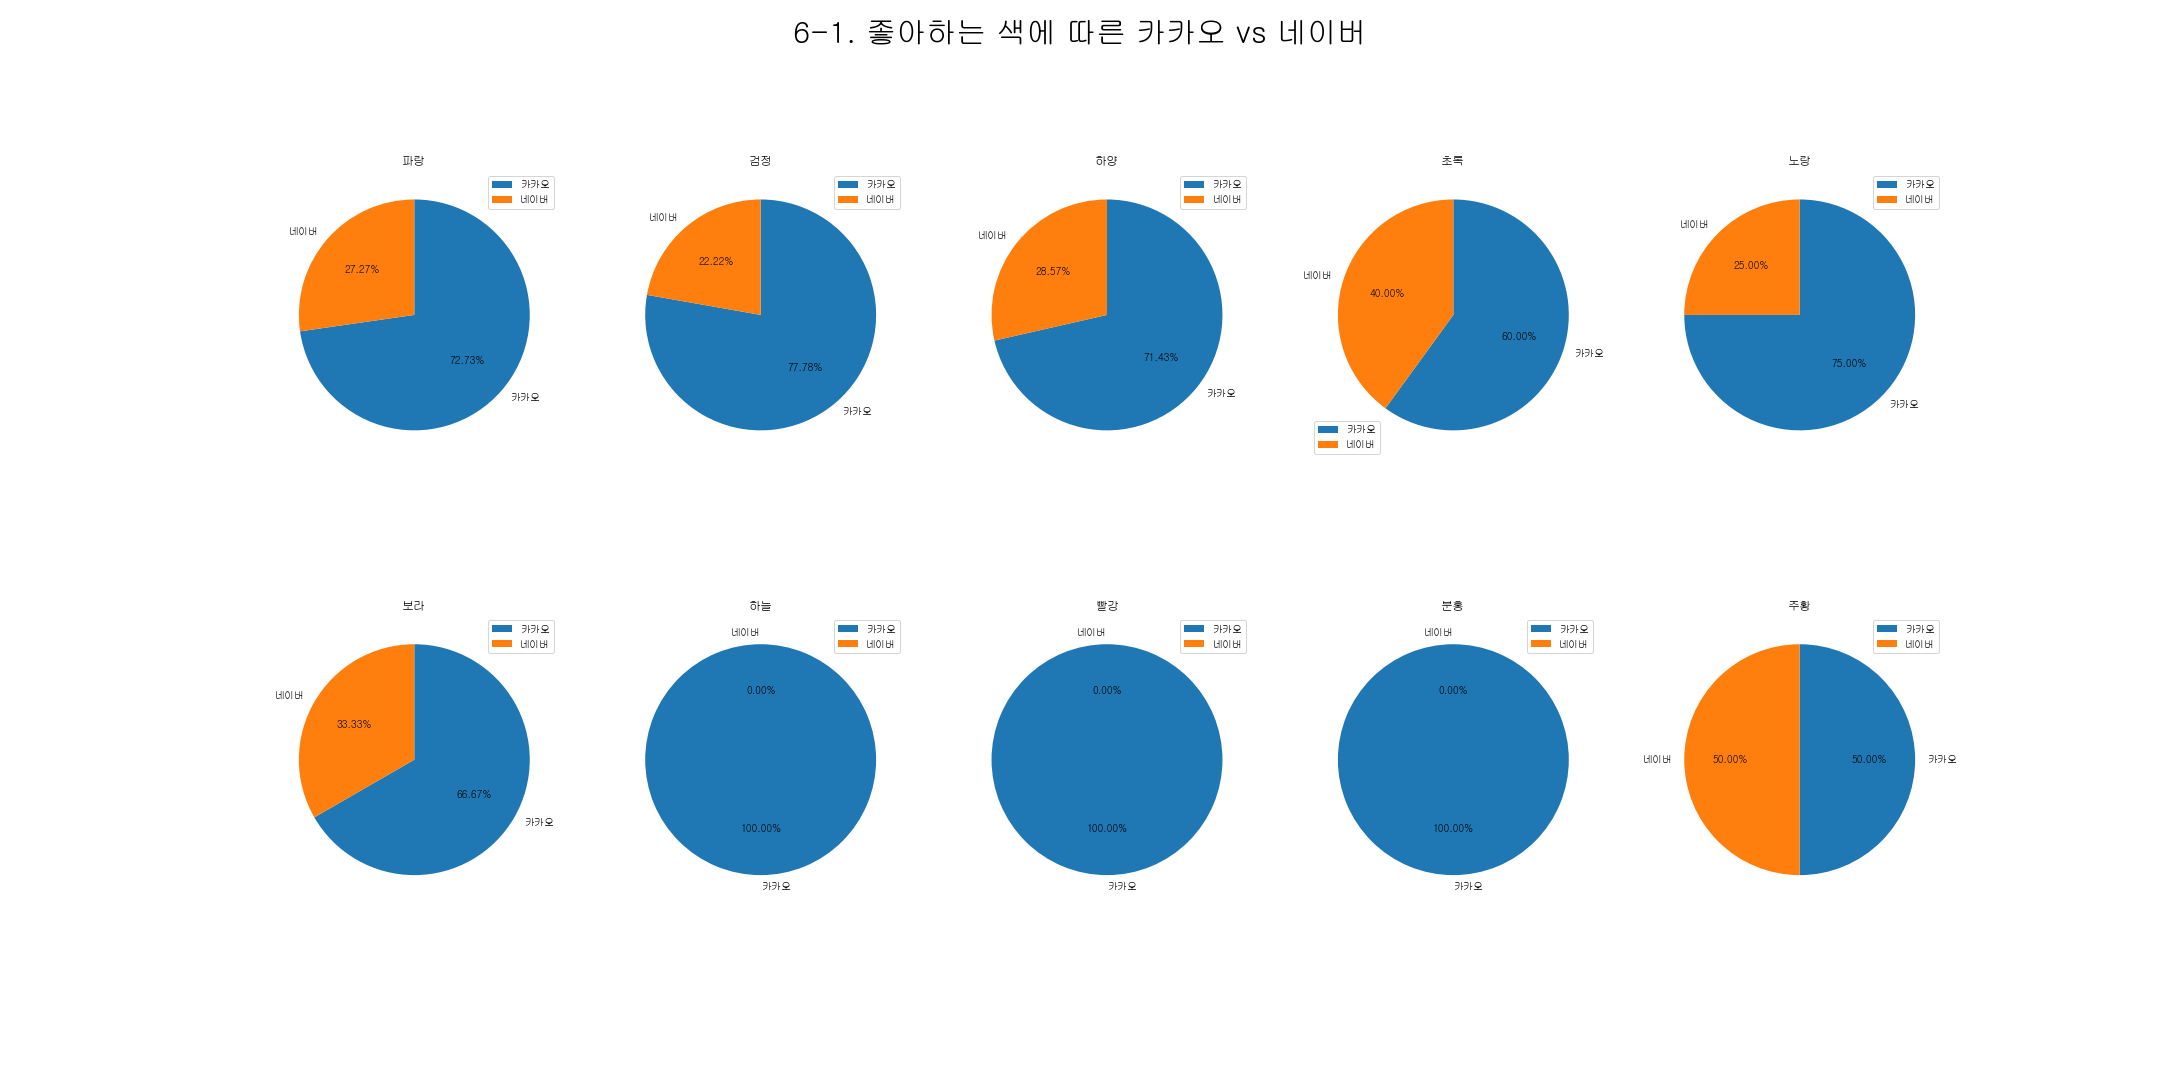 6-1. 좋아하는 색에 따른 카카오 vs 네이버
파랑
카카오
네이버
네이버
27.27%
72.73%
카카오
검정
카카오
네이버
네이버
22.22%
77.78%
카카오
하양
카카오
네이버
네이버
28.57%
71.43%
카카오
초록
네이버
40.00%
60.00%
카카오
카카오
네이버
노랑
카카오
네이버
네이버
25.00%
75.00%
카카오
보라
카카오
네이버
네이버
33.33%
66.67%
카카오
하늘
네이버
카카오
네이버
0.00%
100.00%
카카오
빨강
네이버
카카오
네이버
0.00%
100.00%
카카오
분홍
네이버
카카오
네이버
0.00%
100.00%
카카오
주황
카카오
네이버
네이버
50.00%
50.00%
카카오